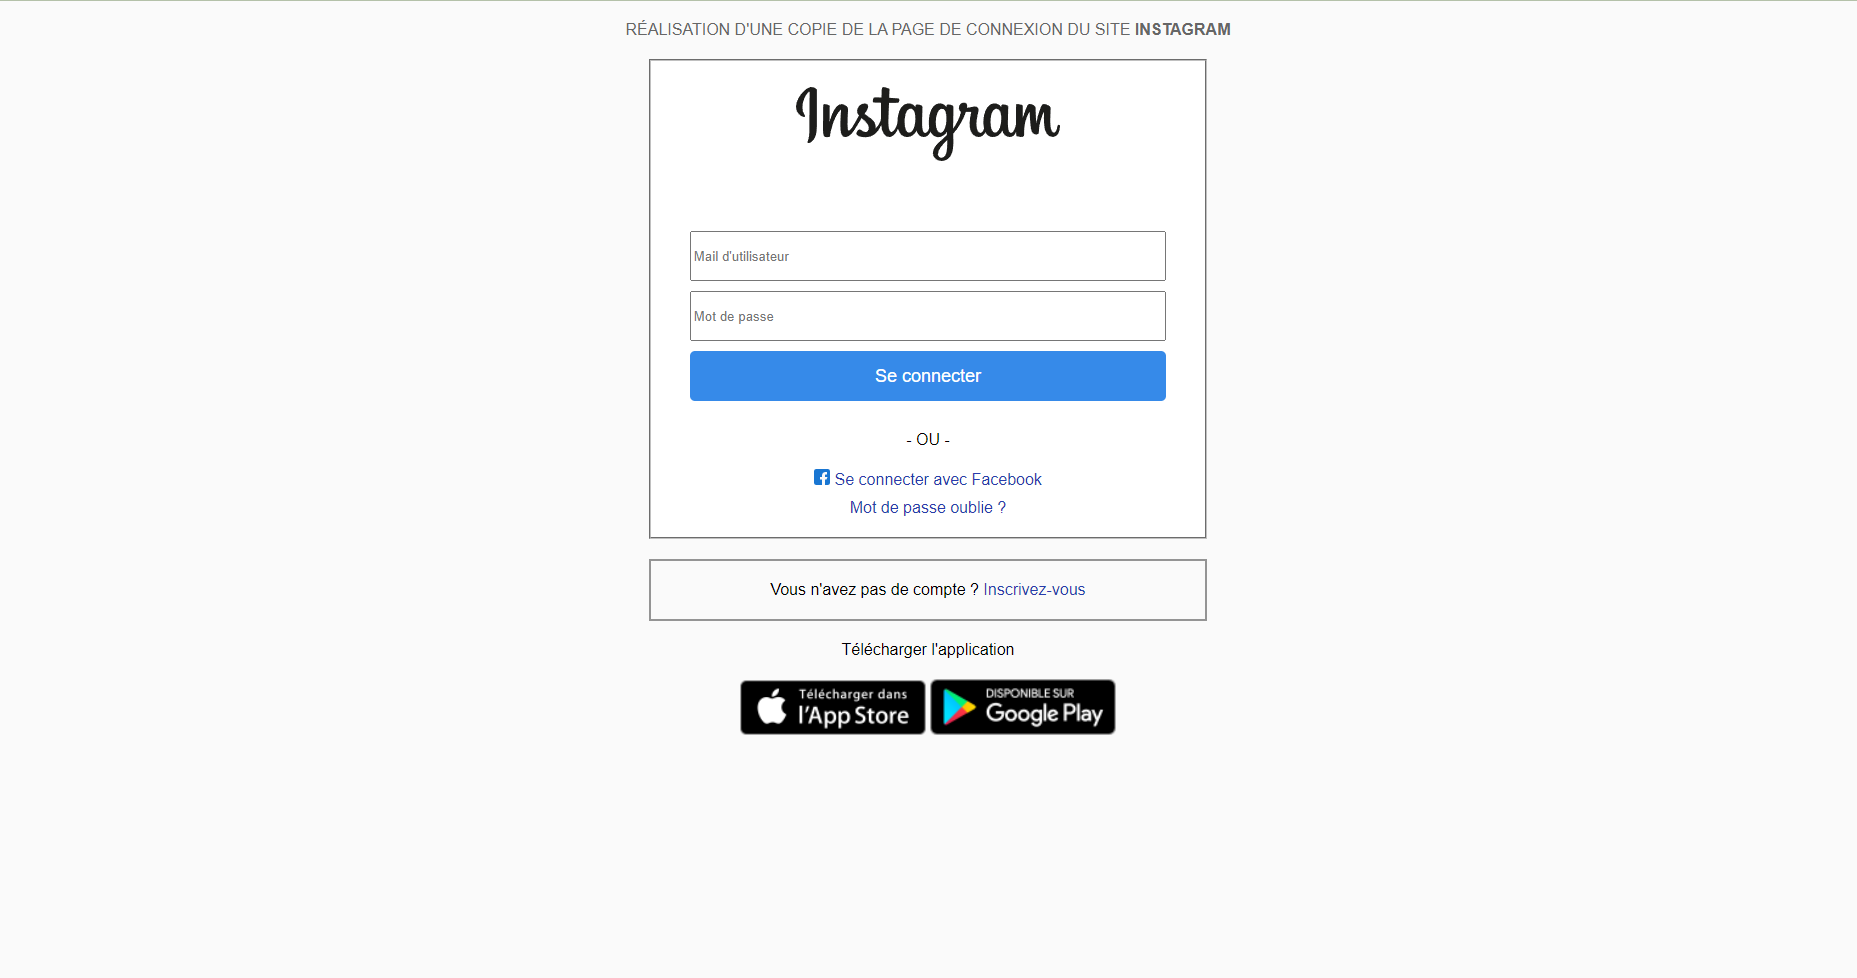 RÉALISATION D'UNE COPIE DE LA PAGE DE CONNEXION DU SITE INSTAGRAM
Instagram
Mail d'utilisateur
Mot de passe
Se connecter
- OU -
Se connecter avec Facebook
Mot de passe oublie ?
Vous n'avez pas de compte ? Inscrivez-vous
Télécharger l'application
Télécharger dans
l'App Store
DISPONIBLE SUR
Google Play